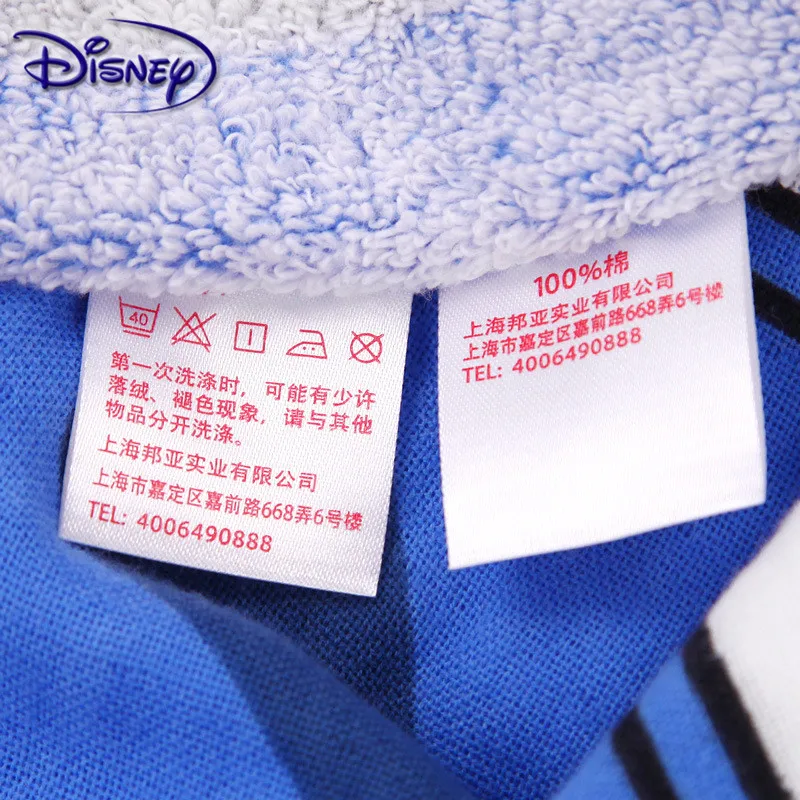 Disney
40
第一次洗涤时，可能有少许
落绒、褪色现象，请与其他
物品分开洗涤。
上海邦亚实业有限公司
上海市嘉定区嘉前路668弄6号楼
TEL: 4006490888
100%棉
上海邦亚实业有限公司
上海市嘉定区嘉前路668弄6号楼
TEL: 4006490888